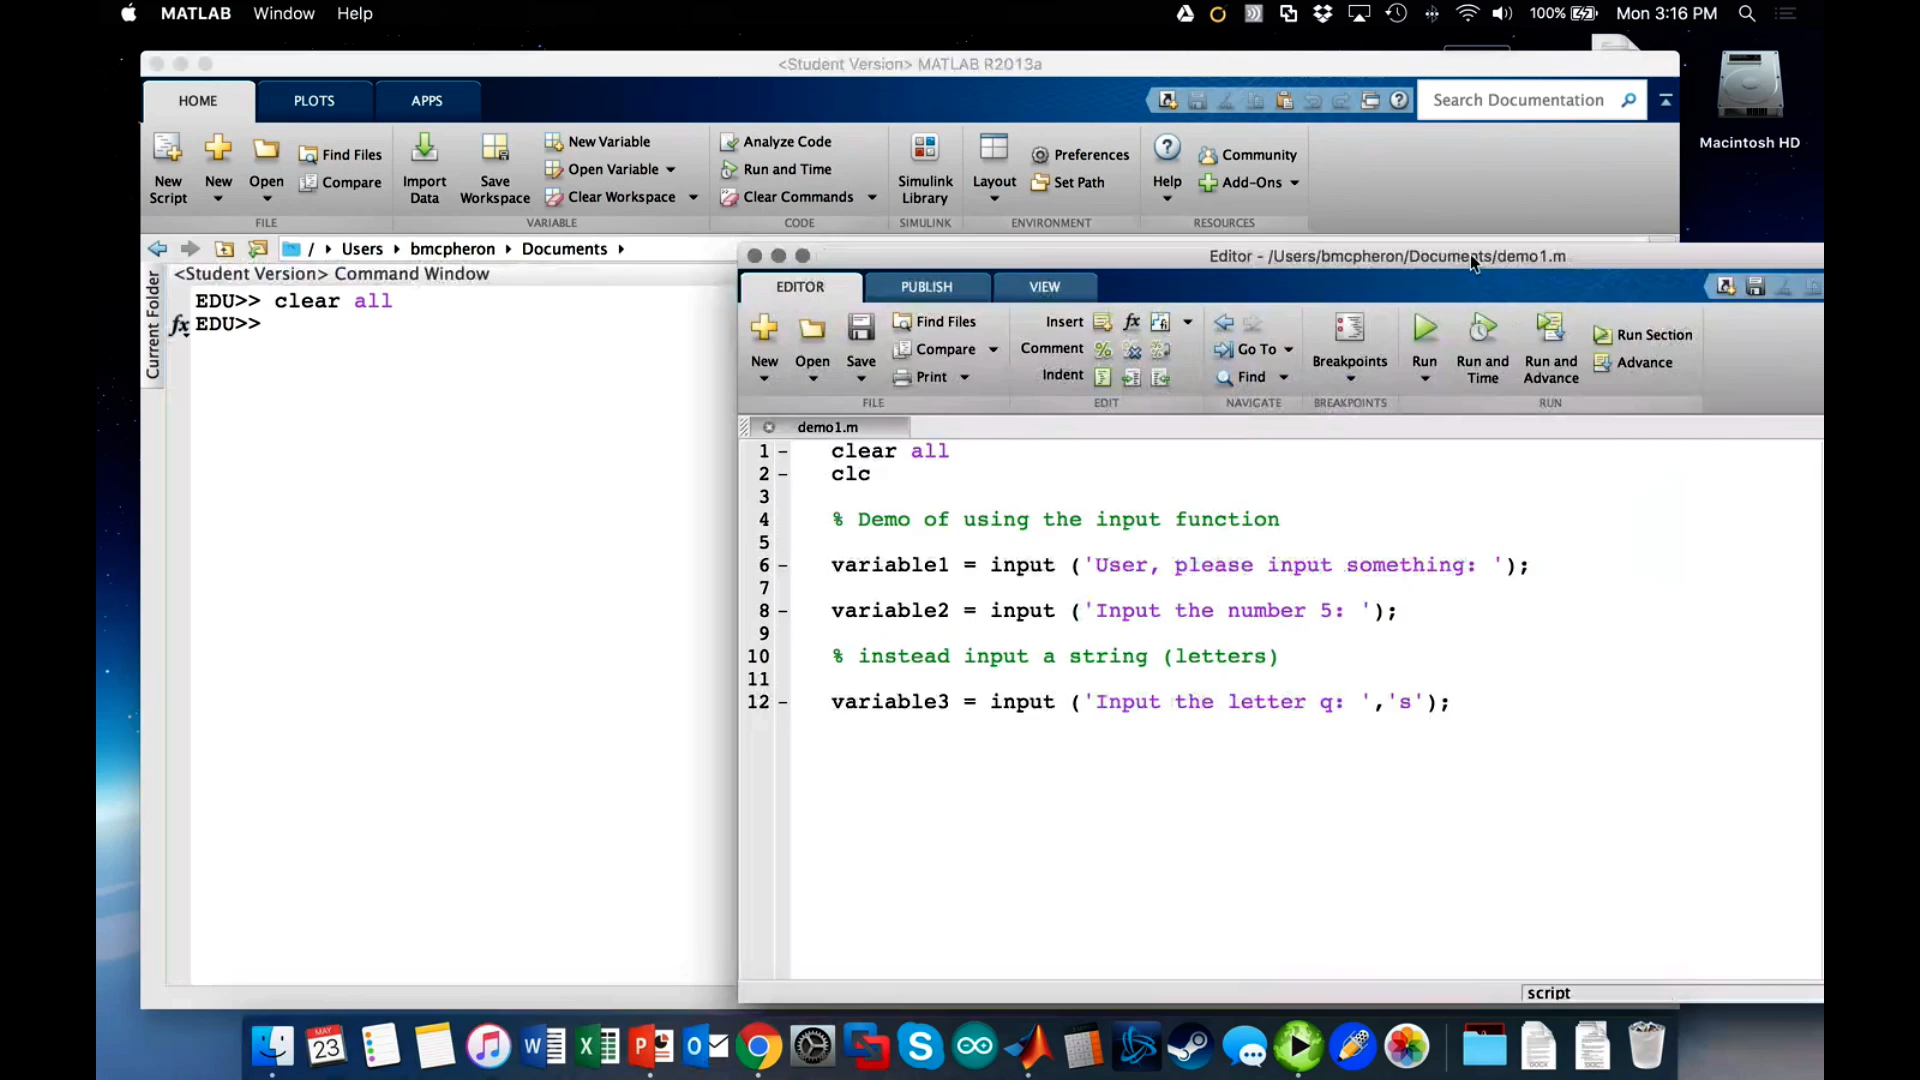 MATLAB Window Help 100% Mon 3:16 PM
<Student Version> MATLAB R2013a
Macintosh HD
HOME PLOTS APPS Search Documentation
New Script
New
Open
Find Files
Compare
FILE
Import Data
Save Workspace
New Variable
Open Variable
Clear Workspace
VARIABLE
Analyze Code
Run and Time
Clear Commands
CODE
Simulink Library
SIMULINK
Layout
Preferences
Set Path
ENVIRONMENT
Help
Community
Add-Ons
RESOURCES
/ Users bmcpheron Documents
Current Folder
<Student Version> Command Window
EDU>> clear all
fx EDU>>
Editor - /Users/bmcpheron/Documents/demo1.m
EDITOR PUBLISH VIEW
New
Open
Save
Find Files
Compare
Print
FILE
Insert fx
Comment
Indent
EDIT
Go To
Find
NAVIGATE
Breakpoints
BREAKPOINTS
Run
Run and Time
Run and Advance
Run Section
Advance
RUN
demo1.m
1 clear all
2 clc
3
4 % Demo of using the input function
5
6 variable1 = input ('User, please input something: ');
7
8 variable2 = input ('Input the number 5: ');
9
10 % instead input a string (letters)
11
12 variable3 = input ('Input the letter q: ','s');
script
MAY
23